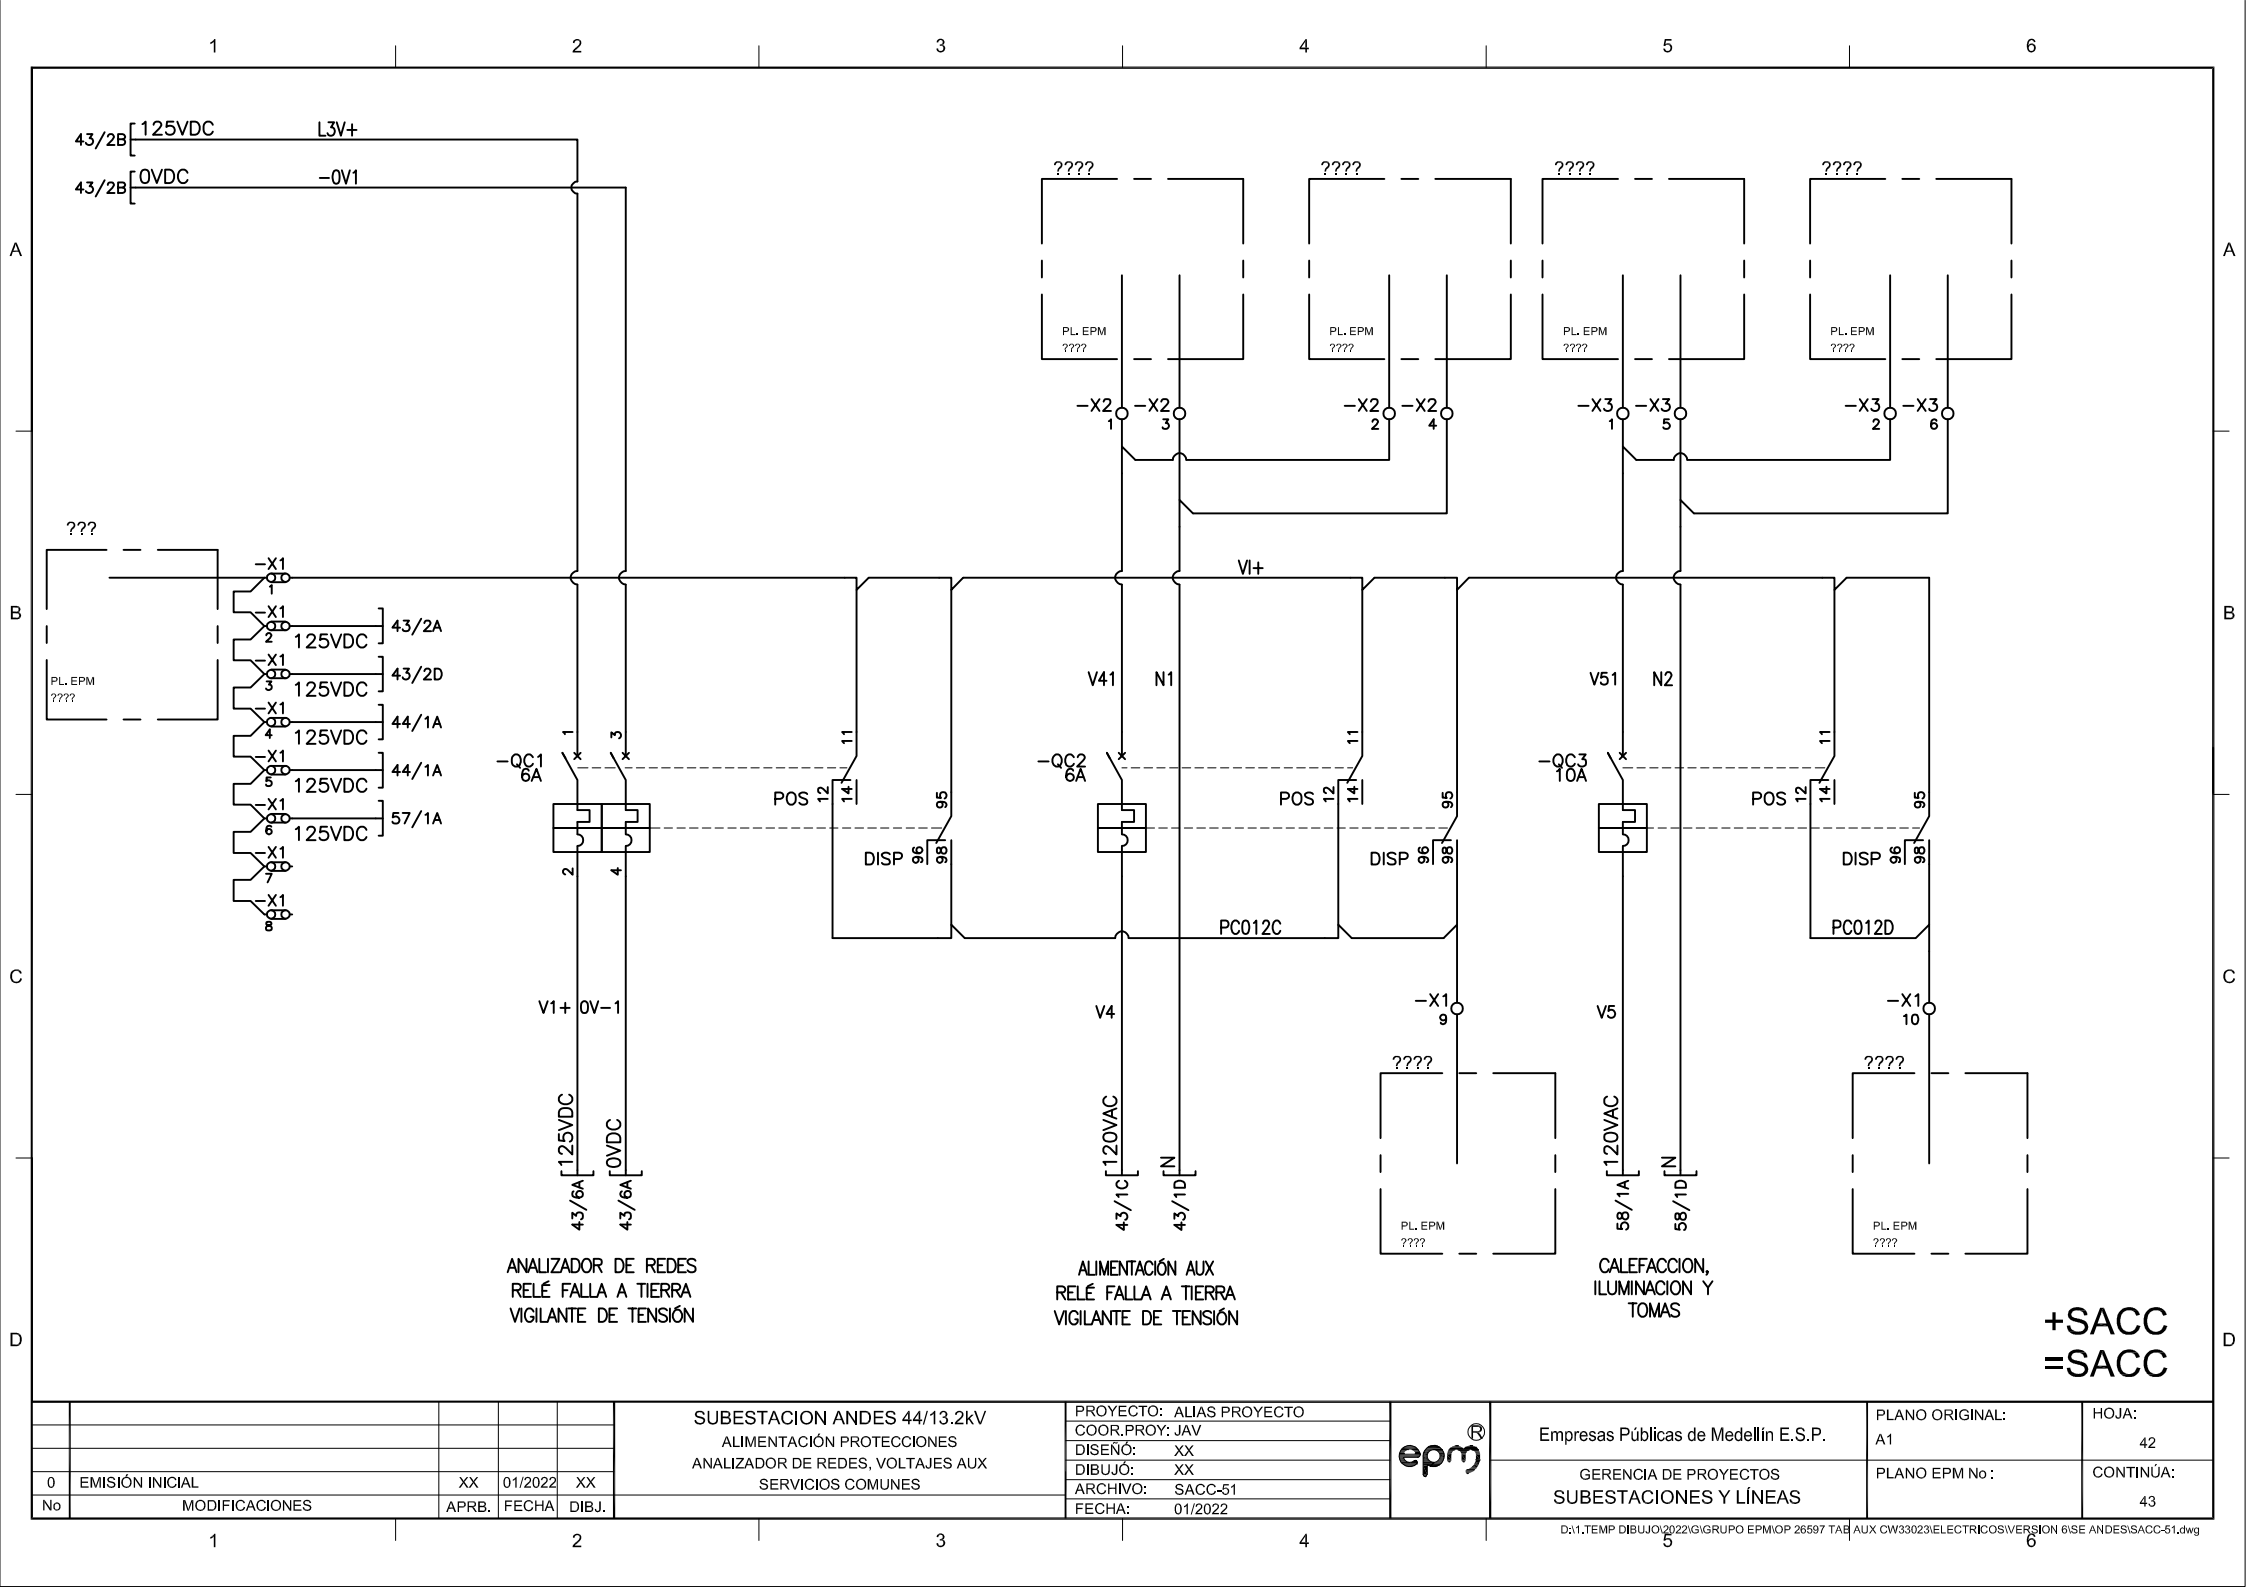 1 2 3 4 5 6
43/2B 125VDC L3V+
43/2B 0VDC -0V1
???? ???? ???? ????
A A
PL. EPM PL. EPM PL. EPM PL. EPM
???? ???? ???? ????
-X2 -X2 -X2 -X2 -X3 -X3 -X3 -X3
1 3 2 4 1 5 2 6
???
-X1
1
VI+
B B
-X1
2 125VDC 43/2A
-X1
3 125VDC 43/2D
PL. EPM
????
V41 N1 V51 N2
-X1
4 125VDC 44/1A
-X1
5 125VDC 44/1A
-X1
6 125VDC 57/1A
-X1
7
-X1
8
1 3 11 11 11
-QC1
6A
-QC2
6A
-QC3
10A
POS 12 14 95
POS 12 14 95
POS 12 14 95
DISP 96 98
DISP 96 98
DISP 96 98
2 4
PC012C PC012D
C C
V1+ 0V-1 V4 V5
-X1
9
-X1
10
???? ????
125VDC 0VDC 120VAC N 120VAC N
43/6A 43/6A 43/1C 43/1D 58/1A 58/1D
PL. EPM PL. EPM
???? ????
ANALIZADOR DE REDES
RELÉ FALLA A TIERRA
VIGILANTE DE TENSIÓN
ALIMENTACIÓN AUX
RELÉ FALLA A TIERRA
VIGILANTE DE TENSIÓN
CALEFACCION,
ILUMINACION Y
TOMAS
D D
+SACC
=SACC
0 EMISIÓN INICIAL XX 01/2022 XX
No MODIFICACIONES APRB. FECHA DIBJ.
SUBESTACION ANDES 44/13.2kV
ALIMENTACIÓN PROTECCIONES
ANALIZADOR DE REDES, VOLTAJES AUX
SERVICIOS COMUNES
PROYECTO: ALIAS PROYECTO
COOR.PROY: JAV
DISEÑÓ: XX
DIBUJÓ: XX
ARCHIVO: SACC-51
FECHA: 01/2022
epm ®
Empresas Públicas de Medellín E.S.P.
GERENCIA DE PROYECTOS
SUBESTACIONES Y LÍNEAS
PLANO ORIGINAL:
A1
PLANO EPM No :
HOJA:
42
CONTINÚA:
43
D:\1.TEMP DIBUJO\2022\G\GRUPO EPM\OP 26597 TAB AUX CW33023\ELECTRICOS\VERSION 6\SE ANDES\SACC-51.dwg
1 2 3 4 5 6